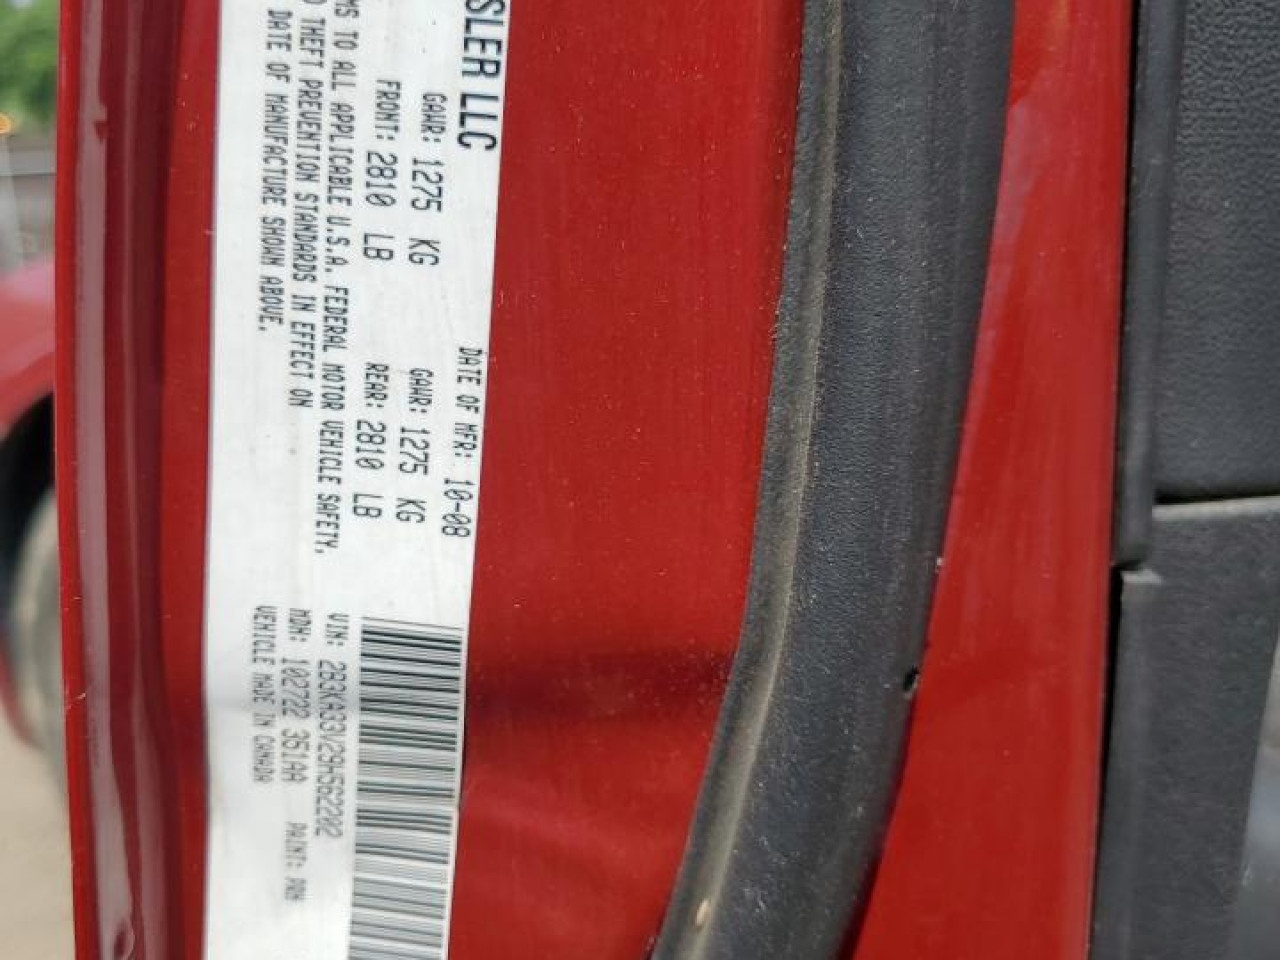 SLER LLC
DATE OF MFR: 10-08
GAWR: 1275 KG
FRONT: 2810 LB
GAWR: 1275 KG
REAR: 2810 LB
MS TO ALL APPLICABLE U.S.A. FEDERAL MOTOR VEHICLE SAFETY,
THEFT PREVENTION STANDARDS IN EFFECT ON
DATE OF MANUFACTURE SHOWN ABOVE.
VIN: 2B3KA33V29H562202
MDH: 102722 351AA PAINT: PRH
VEHICLE MADE IN CANADA